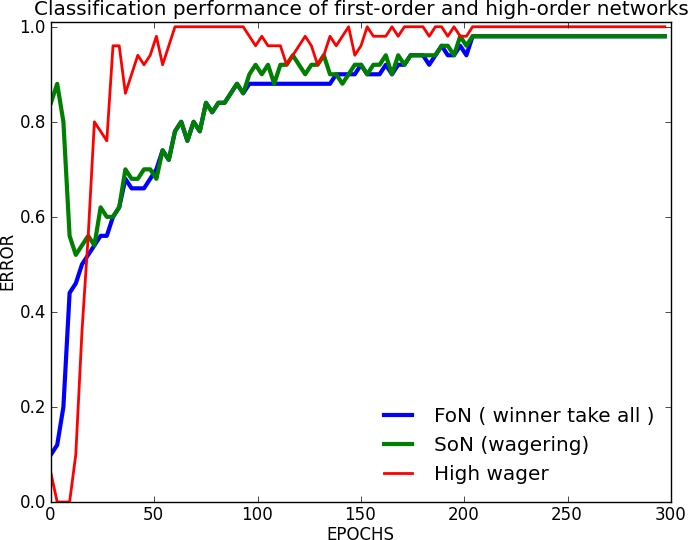 Classification performance of first-order and high-order networks
1.0
0.8
0.6
0.4
0.2
0.0
ERROR
FoN ( winner take all )
SoN (wagering)
High wager
0 50 100 150 200 250 300
EPOCHS